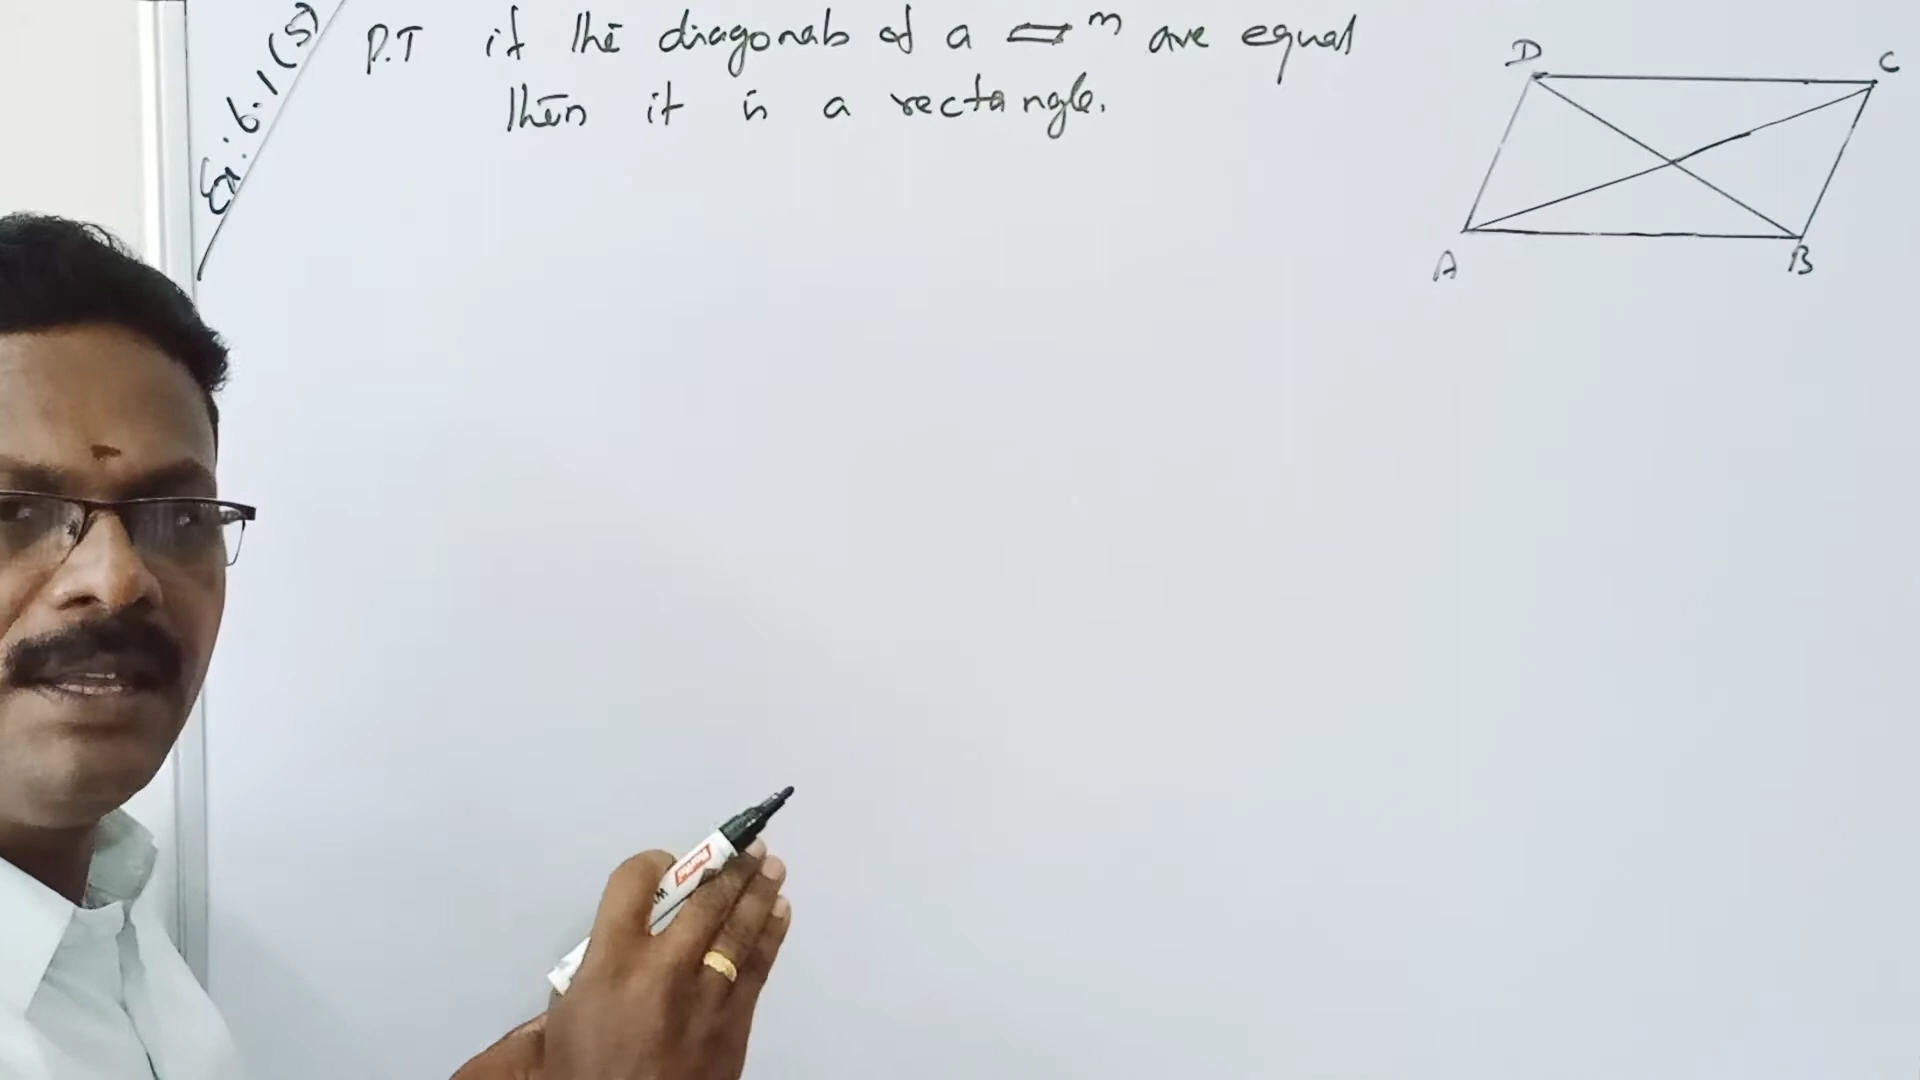 Ex: 6.1 (5)
P.T if the diagonals of a ▱m are equal
then it is a rectangle.
D
C
A
B